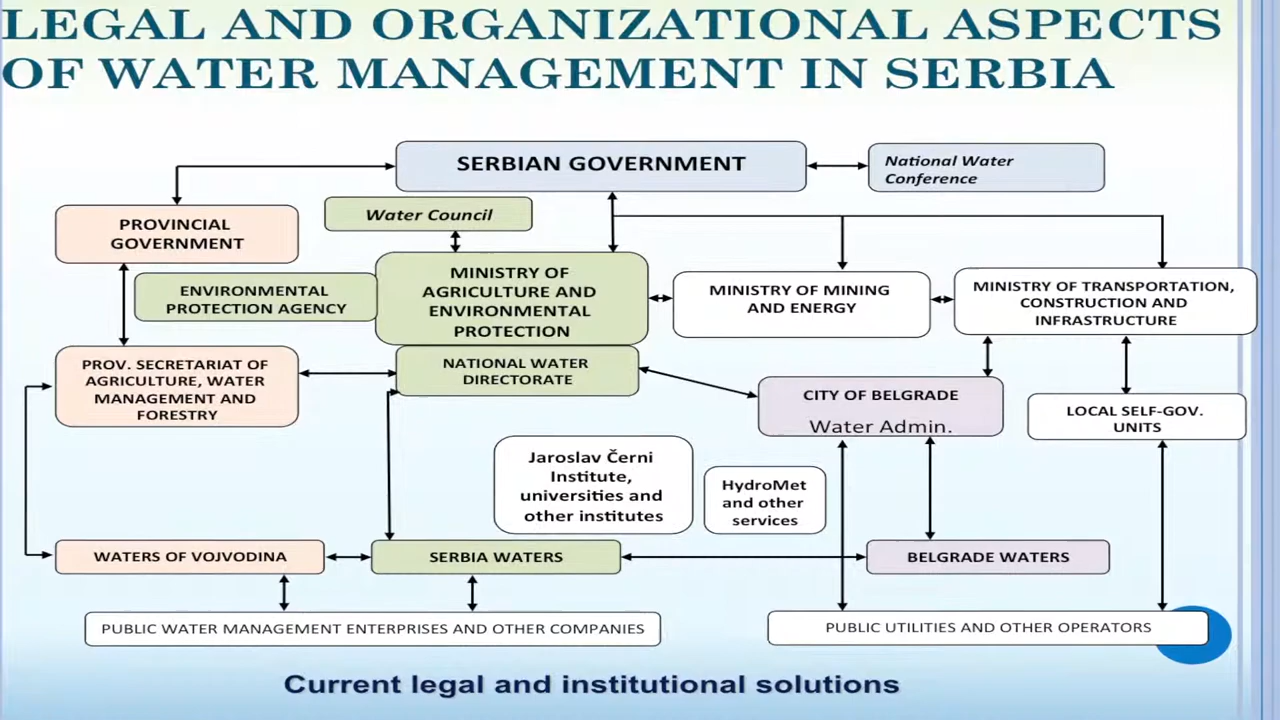 LEGAL AND ORGANIZATIONAL ASPECTS
OF WATER MANAGEMENT IN SERBIA
SERBIAN GOVERNMENT
National Water
Conference
PROVINCIAL
GOVERNMENT
Water Council
ENVIRONMENTAL
PROTECTION AGENCY
MINISTRY OF
AGRICULTURE AND
ENVIRONMENTAL
PROTECTION
MINISTRY OF MINING
AND ENERGY
MINISTRY OF TRANSPORTATION,
CONSTRUCTION AND
INFRASTRUCTURE
PROV. SECRETARIAT OF
AGRICULTURE, WATER
MANAGEMENT AND
FORESTRY
NATIONAL WATER
DIRECTORATE
CITY OF BELGRADE
Water Admin.
LOCAL SELF-GOV.
UNITS
Jaroslav Černi
Institute,
universities and
other institutes
HydroMet
and other
services
WATERS OF VOJVODINA
SERBIA WATERS
BELGRADE WATERS
PUBLIC WATER MANAGEMENT ENTERPRISES AND OTHER COMPANIES
PUBLIC UTILITIES AND OTHER OPERATORS
Current legal and institutional solutions